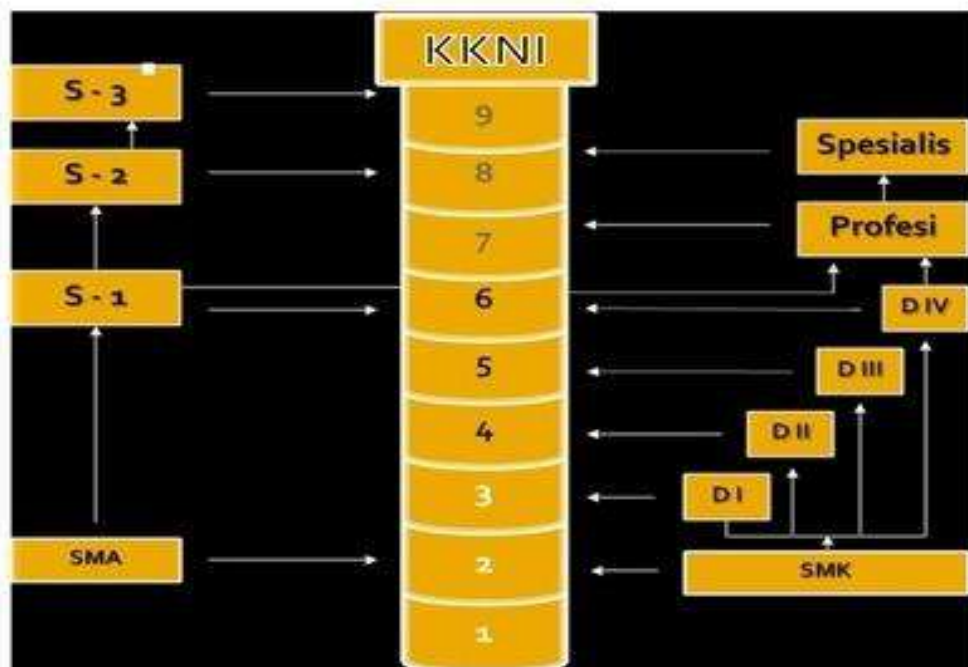 KKNI
S - 3
S - 2
S - 1
SMA
9
8
7
6
5
4
3
2
1
Spesialis
Profesi
D IV
D III
D II
D I
SMK